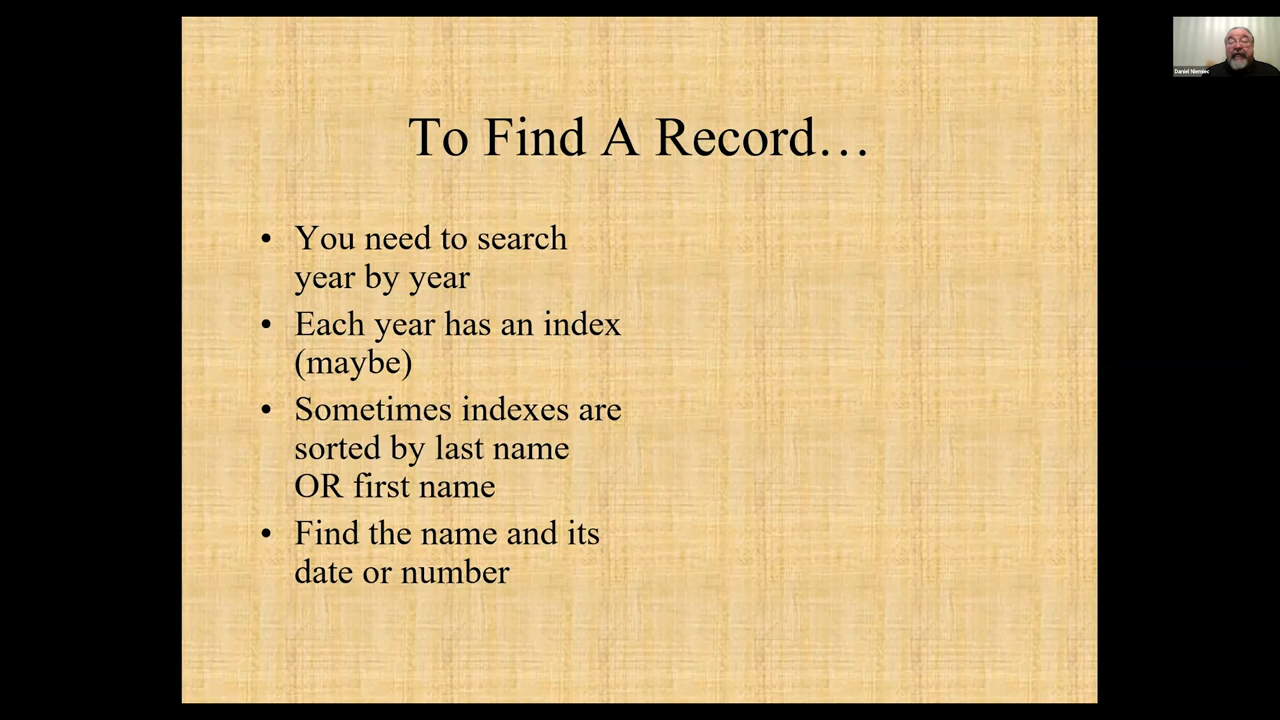 To Find A Record…
• You need to search
year by year
• Each year has an index
(maybe)
• Sometimes indexes are
sorted by last name
OR first name
• Find the name and its
date or number
Daniel Niemiec